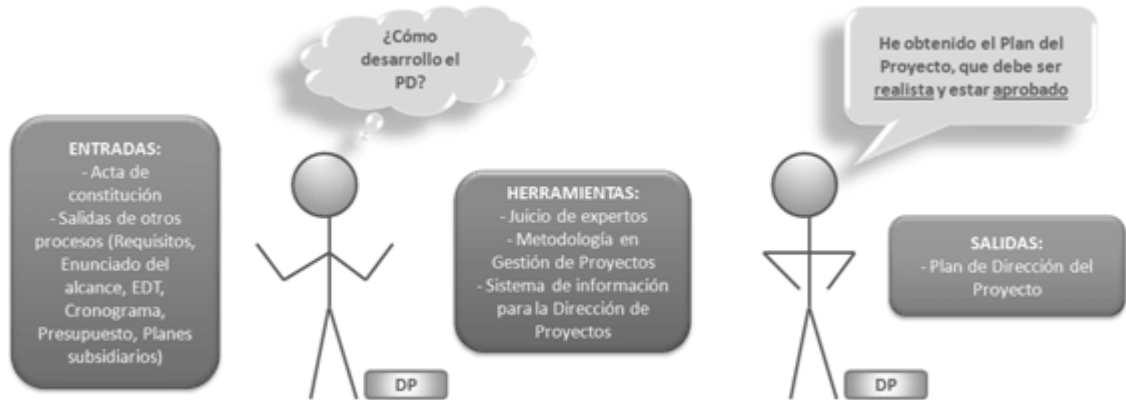 ¿Cómo
desarrollo el
PD?
He obtenido el Plan del
Proyecto, que debe ser
realista y estar aprobado
ENTRADAS:
- Acta de
constitución
- Salidas de otros
procesos (Requisitos,
Enunciado del
alcance, EDT,
Cronograma,
Presupuesto, Planes
subsidiarios)
HERRAMIENTAS:
- Juicio de expertos
- Metodología en
Gestión de Proyectos
- Sistema de información
para la Dirección de
Proyectos
SALIDAS:
- Plan de Dirección del
Proyecto
DP
DP